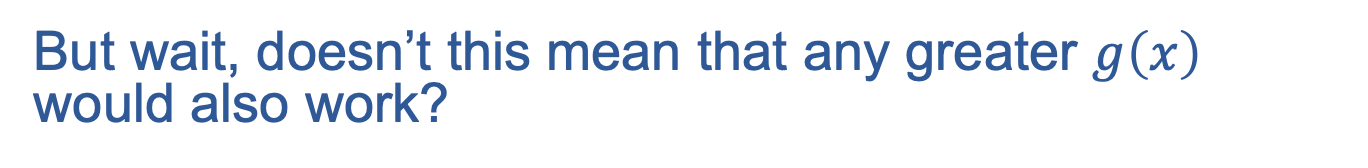 But wait, doesn’t this mean that any greater 𝑔(𝑥)
would also work?